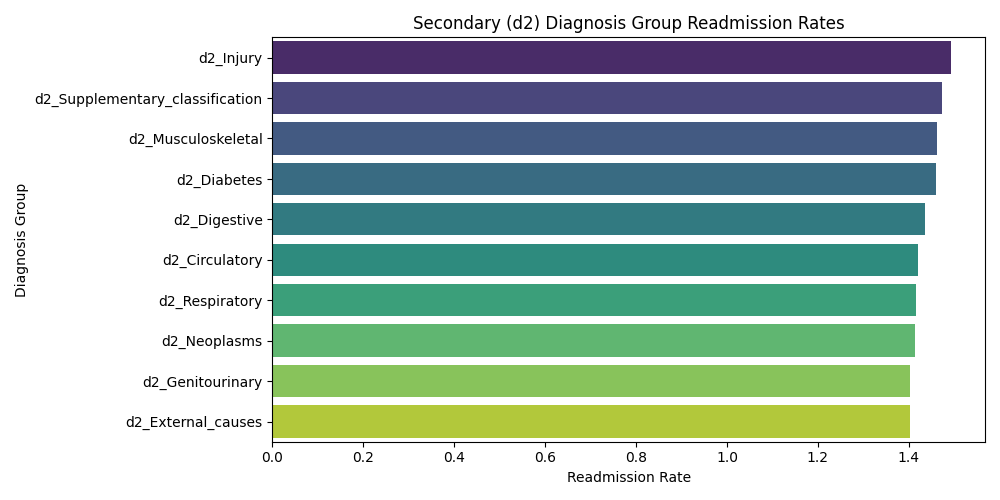 Secondary (d2) Diagnosis Group Readmission Rates
d2_Injury
d2_Supplementary_classification
d2_Musculoskeletal
d2_Diabetes
d2_Digestive
d2_Circulatory
d2_Respiratory
d2_Neoplasms
d2_Genitourinary
d2_External_causes
Diagnosis Group
0.0 0.2 0.4 0.6 0.8 1.0 1.2 1.4
Readmission Rate